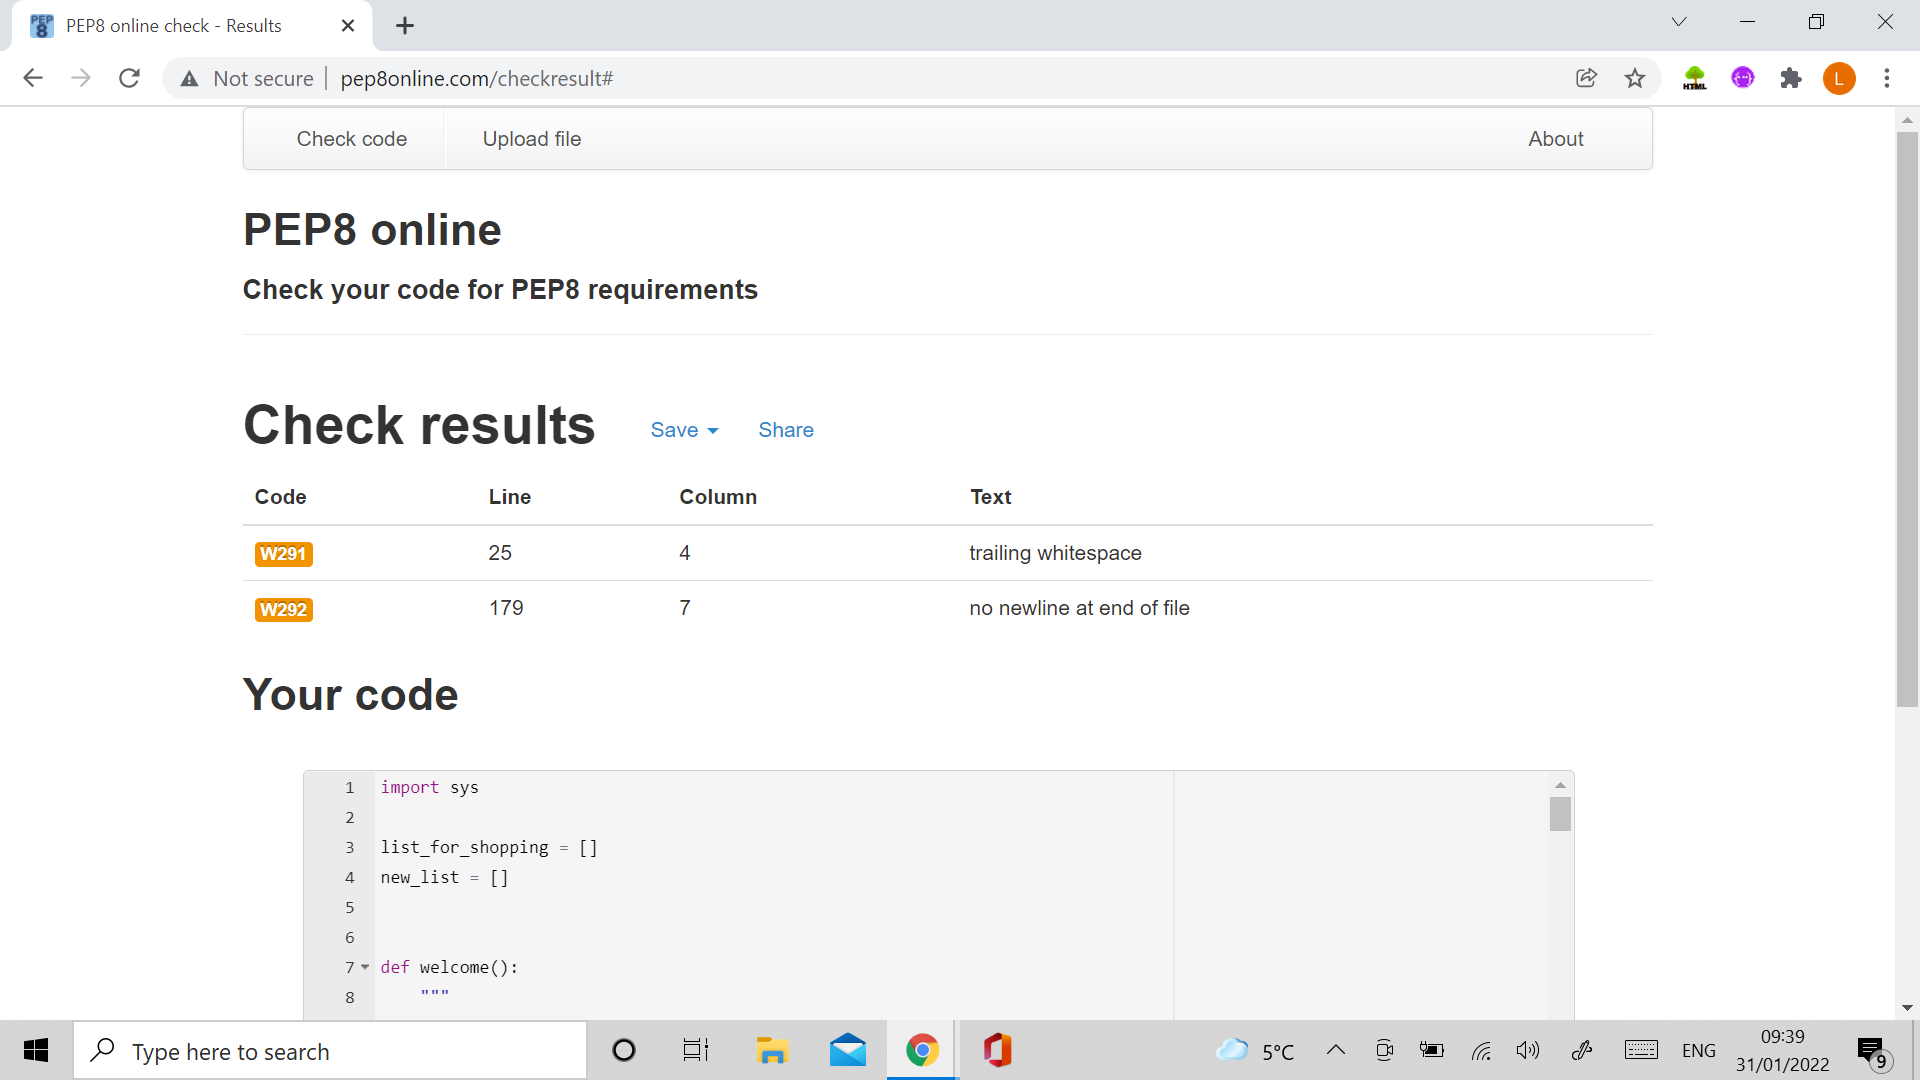 PEP8 online check - Results
Not secure | pep8online.com/checkresult#
HTML
L
Check code Upload file About
PEP8 online
Check your code for PEP8 requirements
Check results Save Share
Code Line Column Text
W291 25 4 trailing whitespace
W292 179 7 no newline at end of file
Your code
1 import sys
2
3 list_for_shopping = []
4 new_list = []
5
6
7 def welcome():
8 """
Type here to search
5°C
ENG
09:39
31/01/2022
9